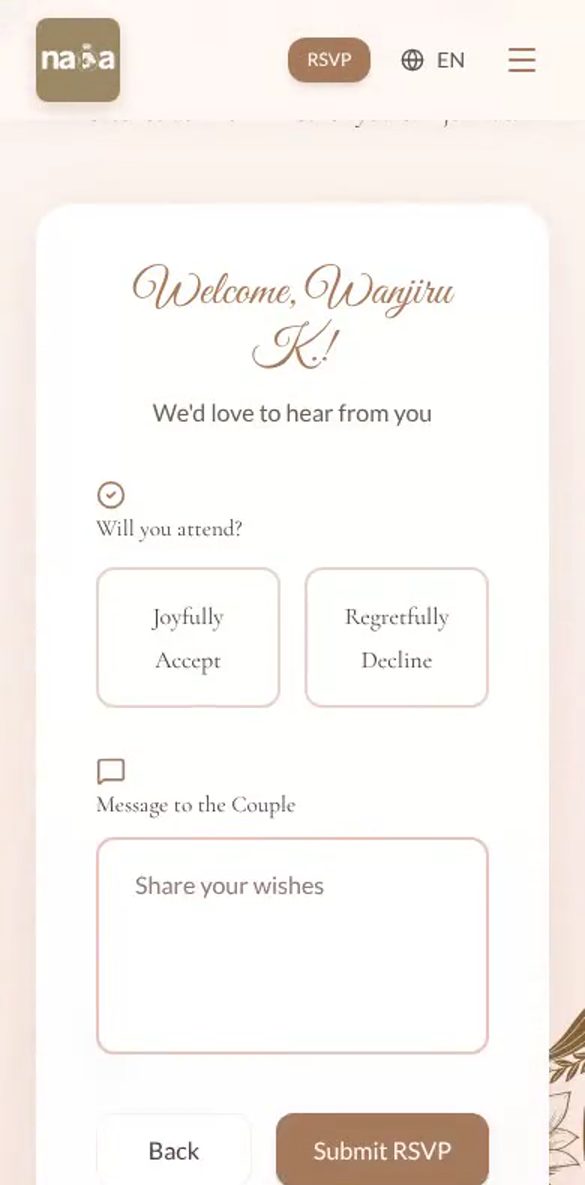 RSVP
EN
Welcome, Wanjiru
K.!
We'd love to hear from you
Will you attend?
Joyfully
Accept
Regretfully
Decline
Message to the Couple
Share your wishes
Back
Submit RSVP